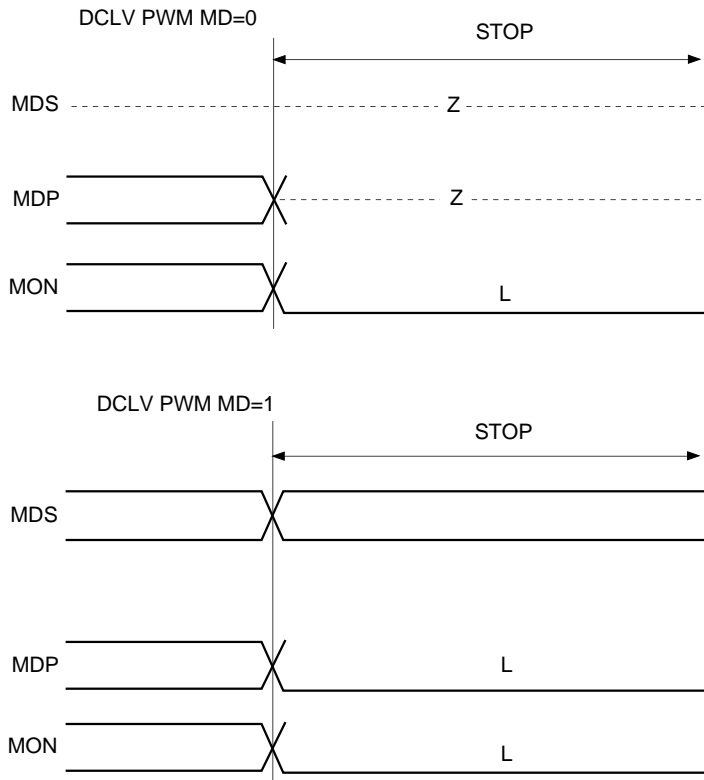 DCLV PWM MD=0
STOP
MDS
Z
MDP
Z
MON
L
DCLV PWM MD=1
STOP
MDS
MDP
L
MON
L